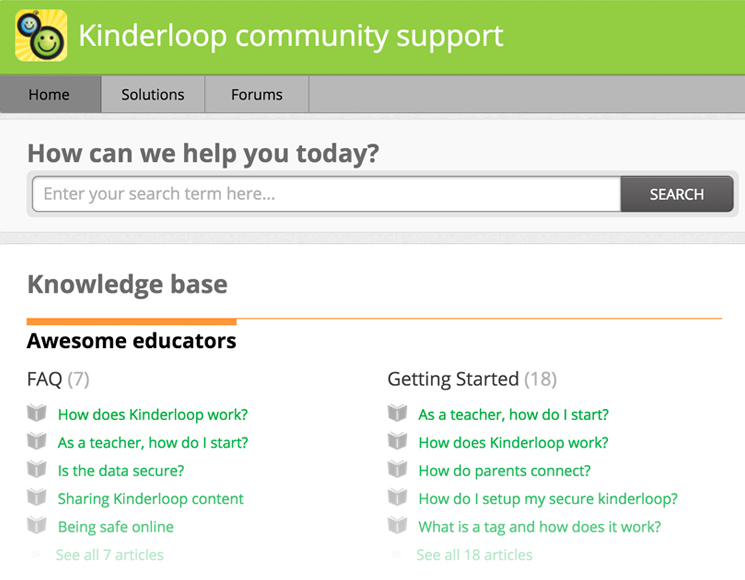 Kinderloop community support
Home
Solutions
Forums
How can we help you today?
Enter your search term here...
SEARCH
Knowledge base
Awesome educators
FAQ (7)
How does Kinderloop work?
As a teacher, how do I start?
Is the data secure?
Sharing Kinderloop content
Being safe online
See all 7 articles
Getting Started (18)
As a teacher, how do I start?
How does Kinderloop work?
How do parents connect?
How do I setup my secure kinderloop?
What is a tag and how does it work?
See all 18 articles